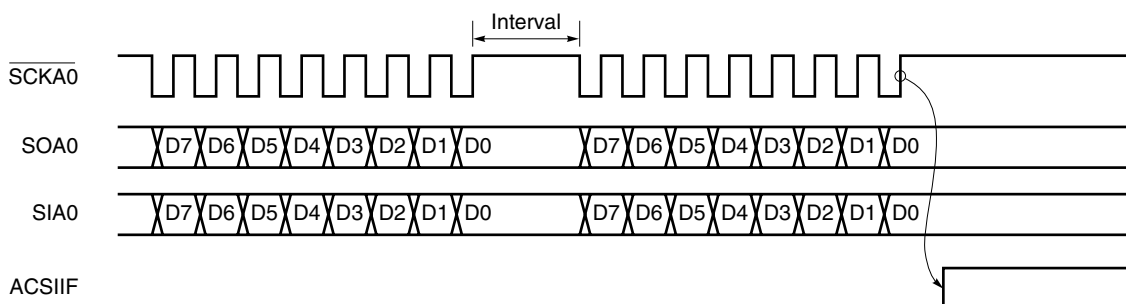 Interval
SCKA0
SOA0 D7 D6 D5 D4 D3 D2 D1 D0 D7 D6 D5 D4 D3 D2 D1 D0
SIA0 D7 D6 D5 D4 D3 D2 D1 D0 D7 D6 D5 D4 D3 D2 D1 D0
ACSIIF